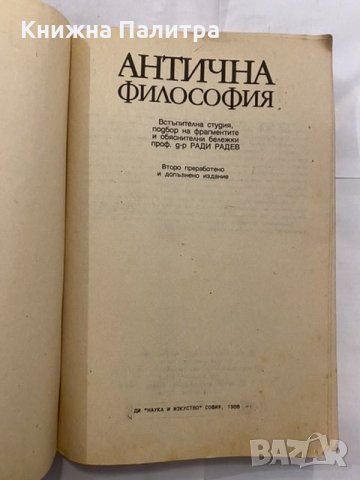 Книжна Палитра
АНТИЧНА
ФИЛОСОФИЯ
Встъпителна студия,
подбор на фрагментите
и обяснителни бележки
проф. д-р РАДИ РАДЕВ
Второ преработено
и допълнено издание
ДИ "НАУКА И ИЗКУСТВО" СОФИЯ, 1988
BAZAR